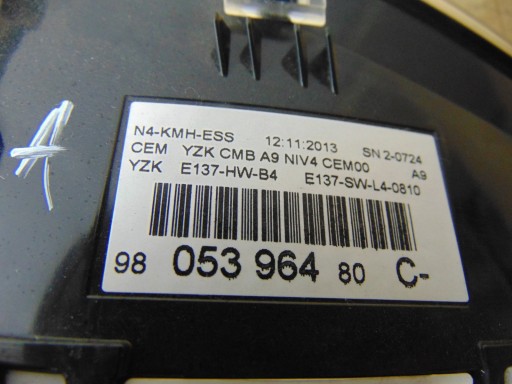 A
N4-KMH-ESS 12:11:2013 SN 2-0724
CEM YZK CMB A9 NIV4 CEM00 A9
YZK E137-HW-B4 E137-SW-L4-0810
98 053 964 80 C-